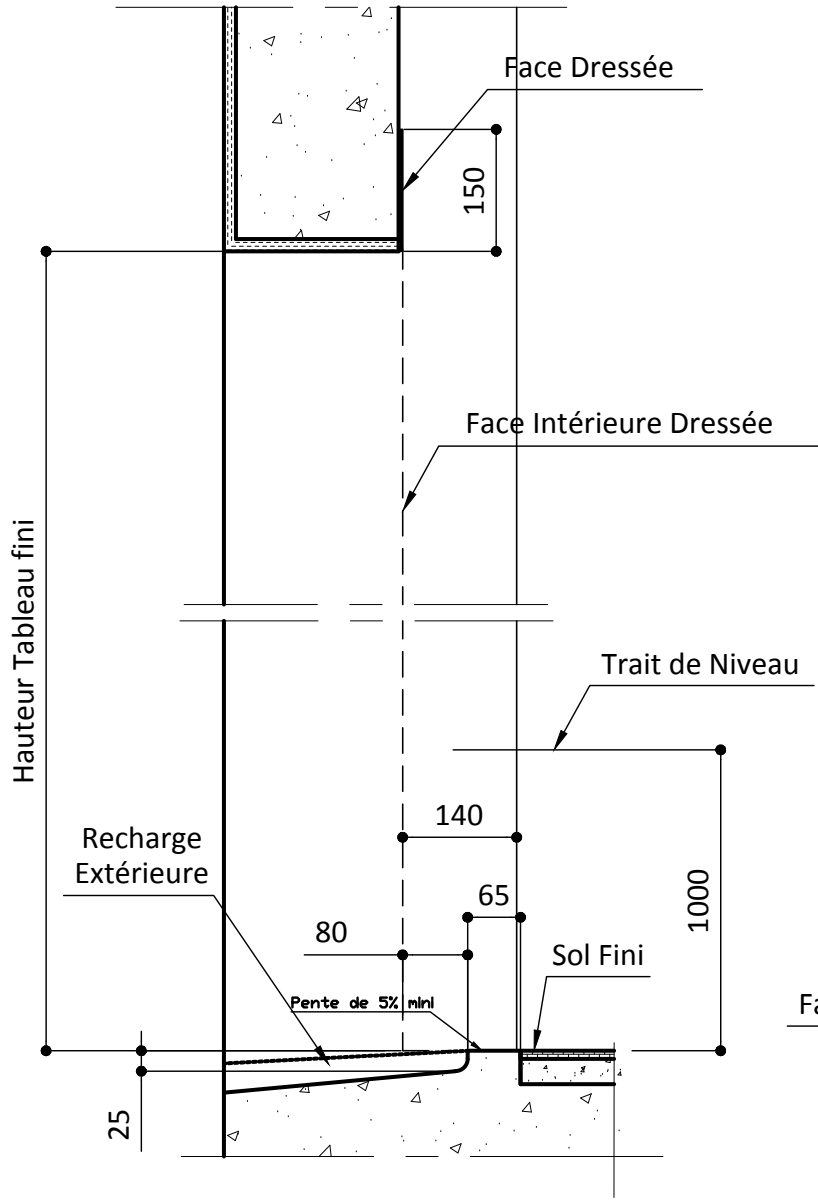 Face Dressée
150
Face Intérieure Dressée
Hauteur Tableau fini
Trait de Niveau
140
Recharge
Extérieure
65
1000
80
Sol Fini
Pente de 5% mini
Fa
25